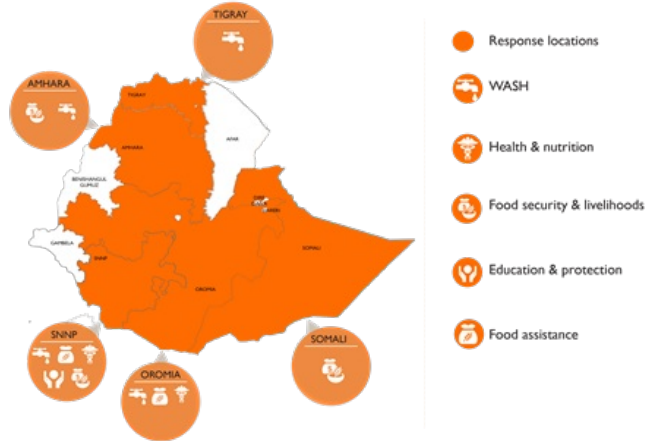 TIGRAY
AMHARA
TIGRAY
AMHARA
AFAR
BENISHANGUL
GUMUZ
GAMBELA
SNNP
OROMIA
SOMALI
SNNP
OROMIA
SOMALI
Response locations
WASH
Health & nutrition
Food security & livelihoods
Education & protection
Food assistance